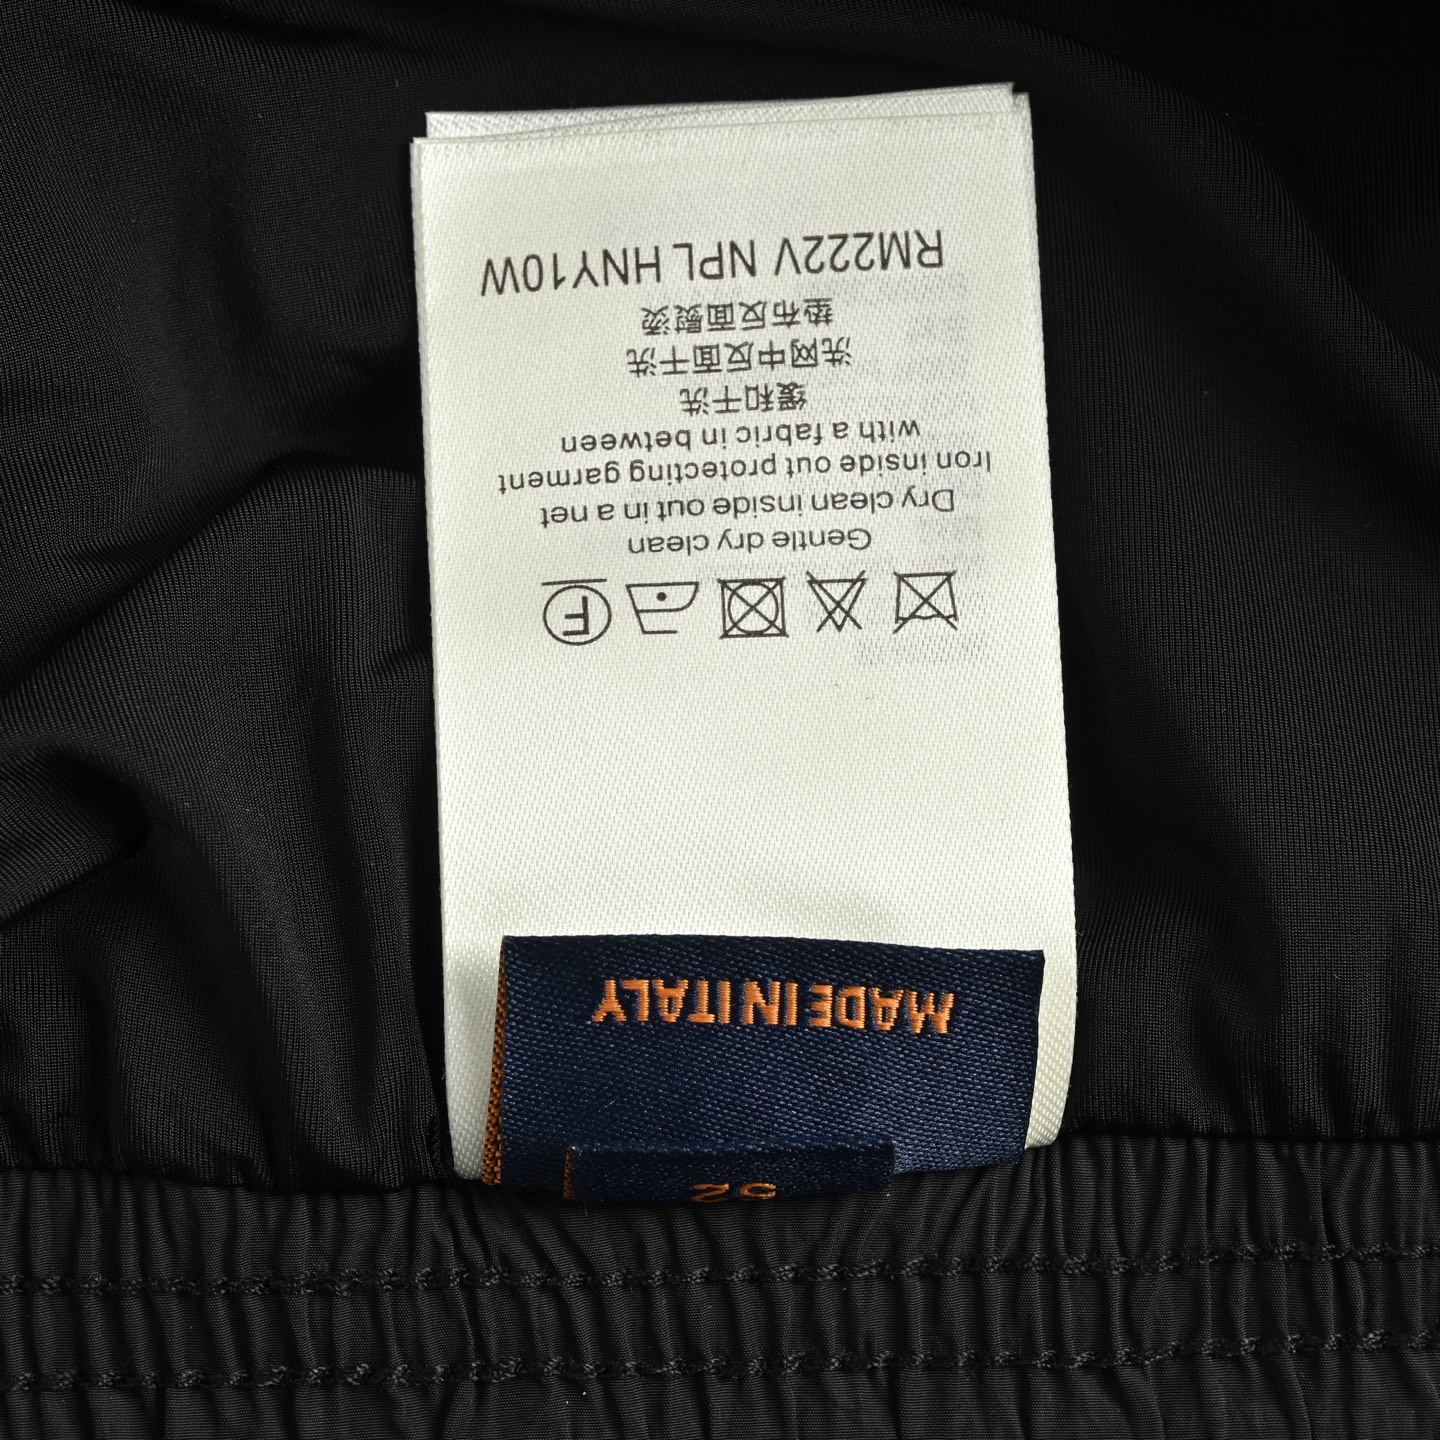 52
MADE IN ITALY
F
Gentle dry clean
Dry clean inside out in a net
Iron inside out protecting garment
with a fabric in between
缓和干洗
洗网中反面干洗
垫布反面熨烫
RM222V NPL HNY10W